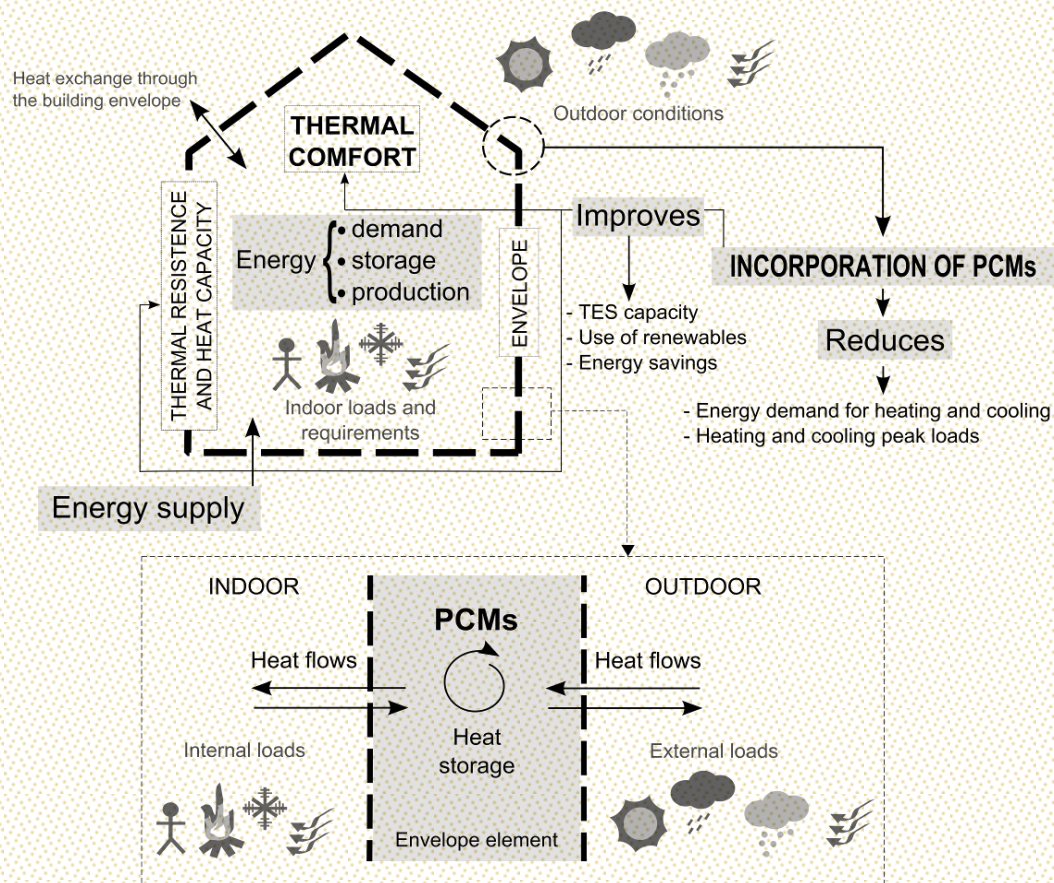 Heat exchange through
the building envelope
Outdoor conditions
THERMAL
COMFORT
THERMAL RESISTENCE
AND HEAT CAPACITY
Energy
• demand
• storage
• production
ENVELOPE
Improves
INCORPORATION OF PCMs
- TES capacity
- Use of renewables
- Energy savings
Reduces
- Energy demand for heating and cooling
- Heating and cooling peak loads
Indoor loads and
requirements
Energy supply
INDOOR
OUTDOOR
PCMs
Heat flows
Heat flows
Heat
storage
Internal loads
External loads
Envelope element